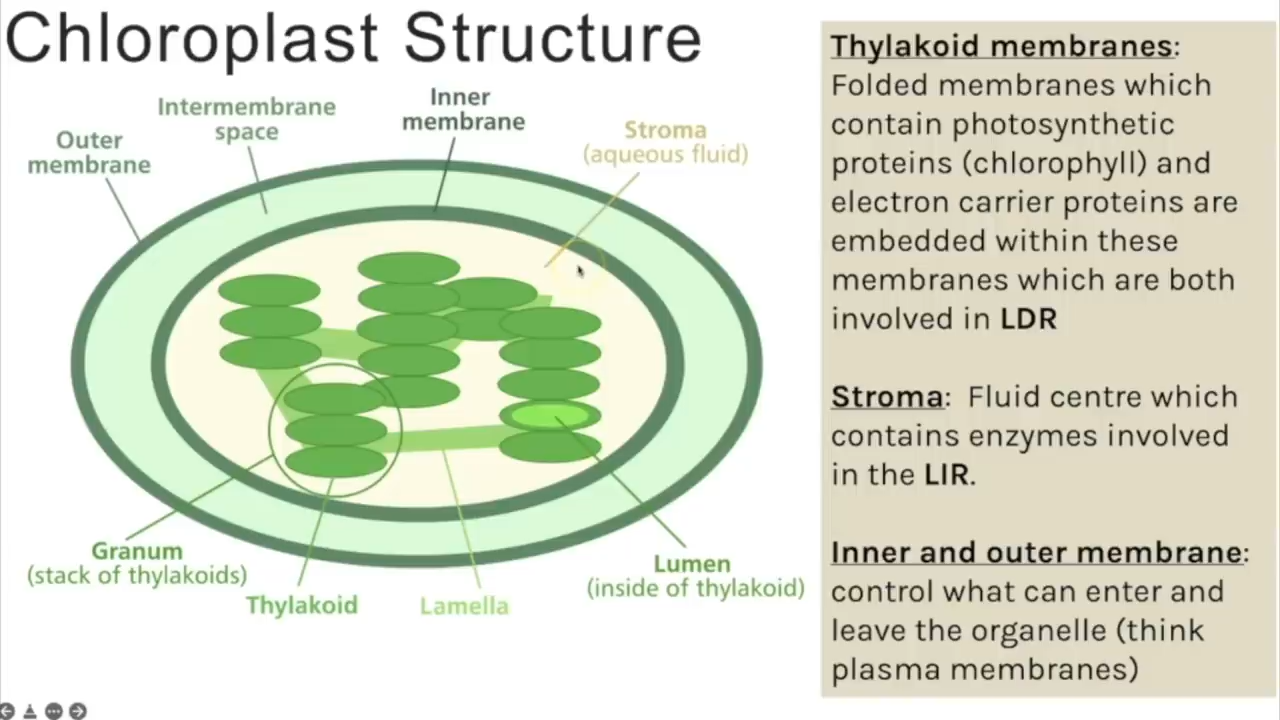 Chloroplast Structure
Intermembrane
space
Inner
membrane
Outer
membrane
Stroma
(aqueous fluid)
Granum
(stack of thylakoids)
Thylakoid
Lamella
Lumen
(inside of thylakoid)
Thylakoid membranes:
Folded membranes which
contain photosynthetic
proteins (chlorophyll) and
electron carrier proteins are
embedded within these
membranes which are both
involved in LDR
Stroma:  Fluid centre which
contains enzymes involved
in the LIR.
Inner and outer membrane:
control what can enter and
leave the organelle (think
plasma membranes)